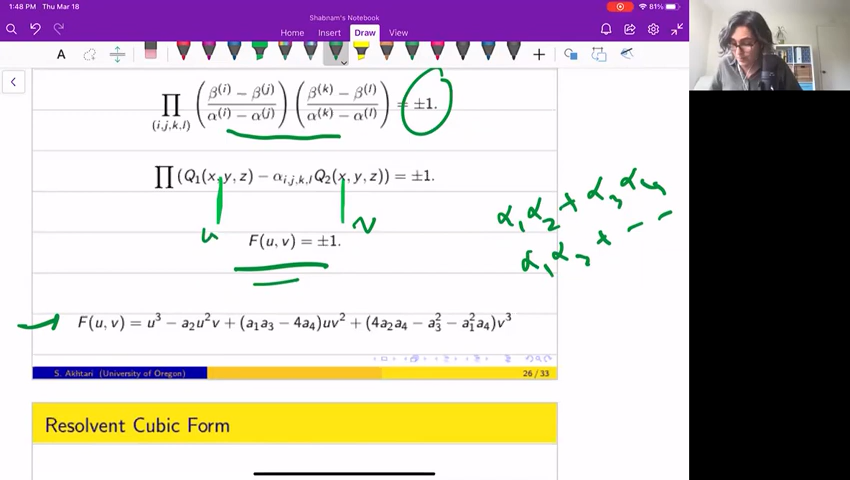 1:48 PM Thu Mar 18
Shabnam's Notebook
81%
Home Insert Draw View
A
∏_{(i,j,k,l)} ((β^{(i)} − β^{(j)})/(α^{(i)} − α^{(j)})) ((β^{(k)} − β^{(l)})/(α^{(k)} − α^{(l)})) = ±1.
∏ (Q₁(x, y, z) − α_{i,j,k,l}Q₂(x, y, z)) = ±1.
α₁α₂ + α₃α₄
u
v
α₁α₃ + - -
F(u, v) = ±1.
F(u, v) = u³ − a₂u²v + (a₁a₃ − 4a₄)uv² + (4a₂a₄ − a₃² − a₁²a₄)v³
S. Akhtari (University of Oregon) 26 / 33
Resolvent Cubic Form